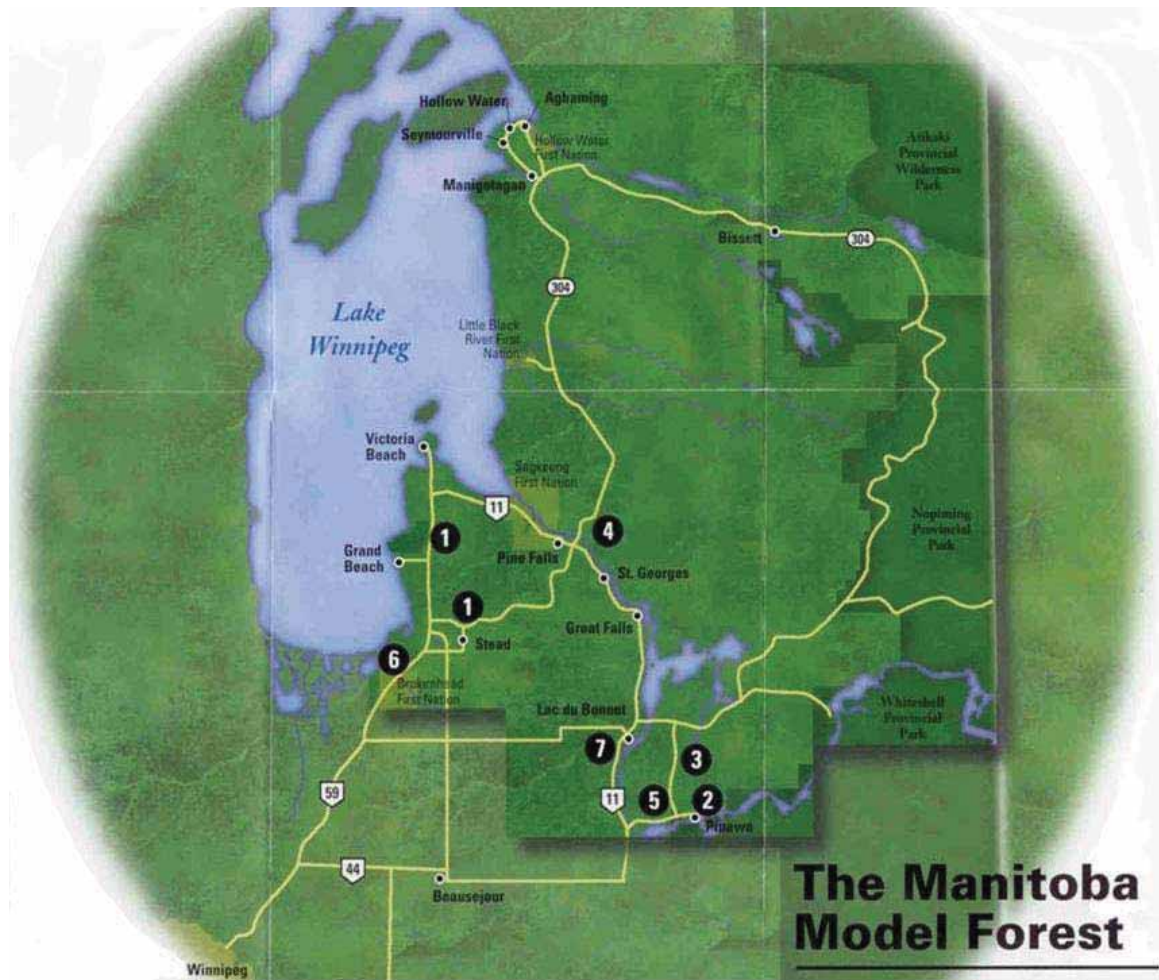 Hollow Water
Aghaming
Seymourville
Hollow Water
First Nation
Manigotagan
Atikaki
Provincial
Wilderness
Park
Bissett
304
304
Lake
Winnipeg
Little Black
River First
Nation
Victoria
Beach
Sagkeeng
First Nation
11
Nopiming
Provincial
Park
1
4
Grand
Beach
Pine Falls
St. Georges
1
Great Falls
Stead
6
Brokenhead
First Nation
Lac du Bonnet
Whiteshell
Provincial
Park
7
3
59
11
5
2
Pinawa
44
Beausejour
The Manitoba
Model Forest
Winnipeg